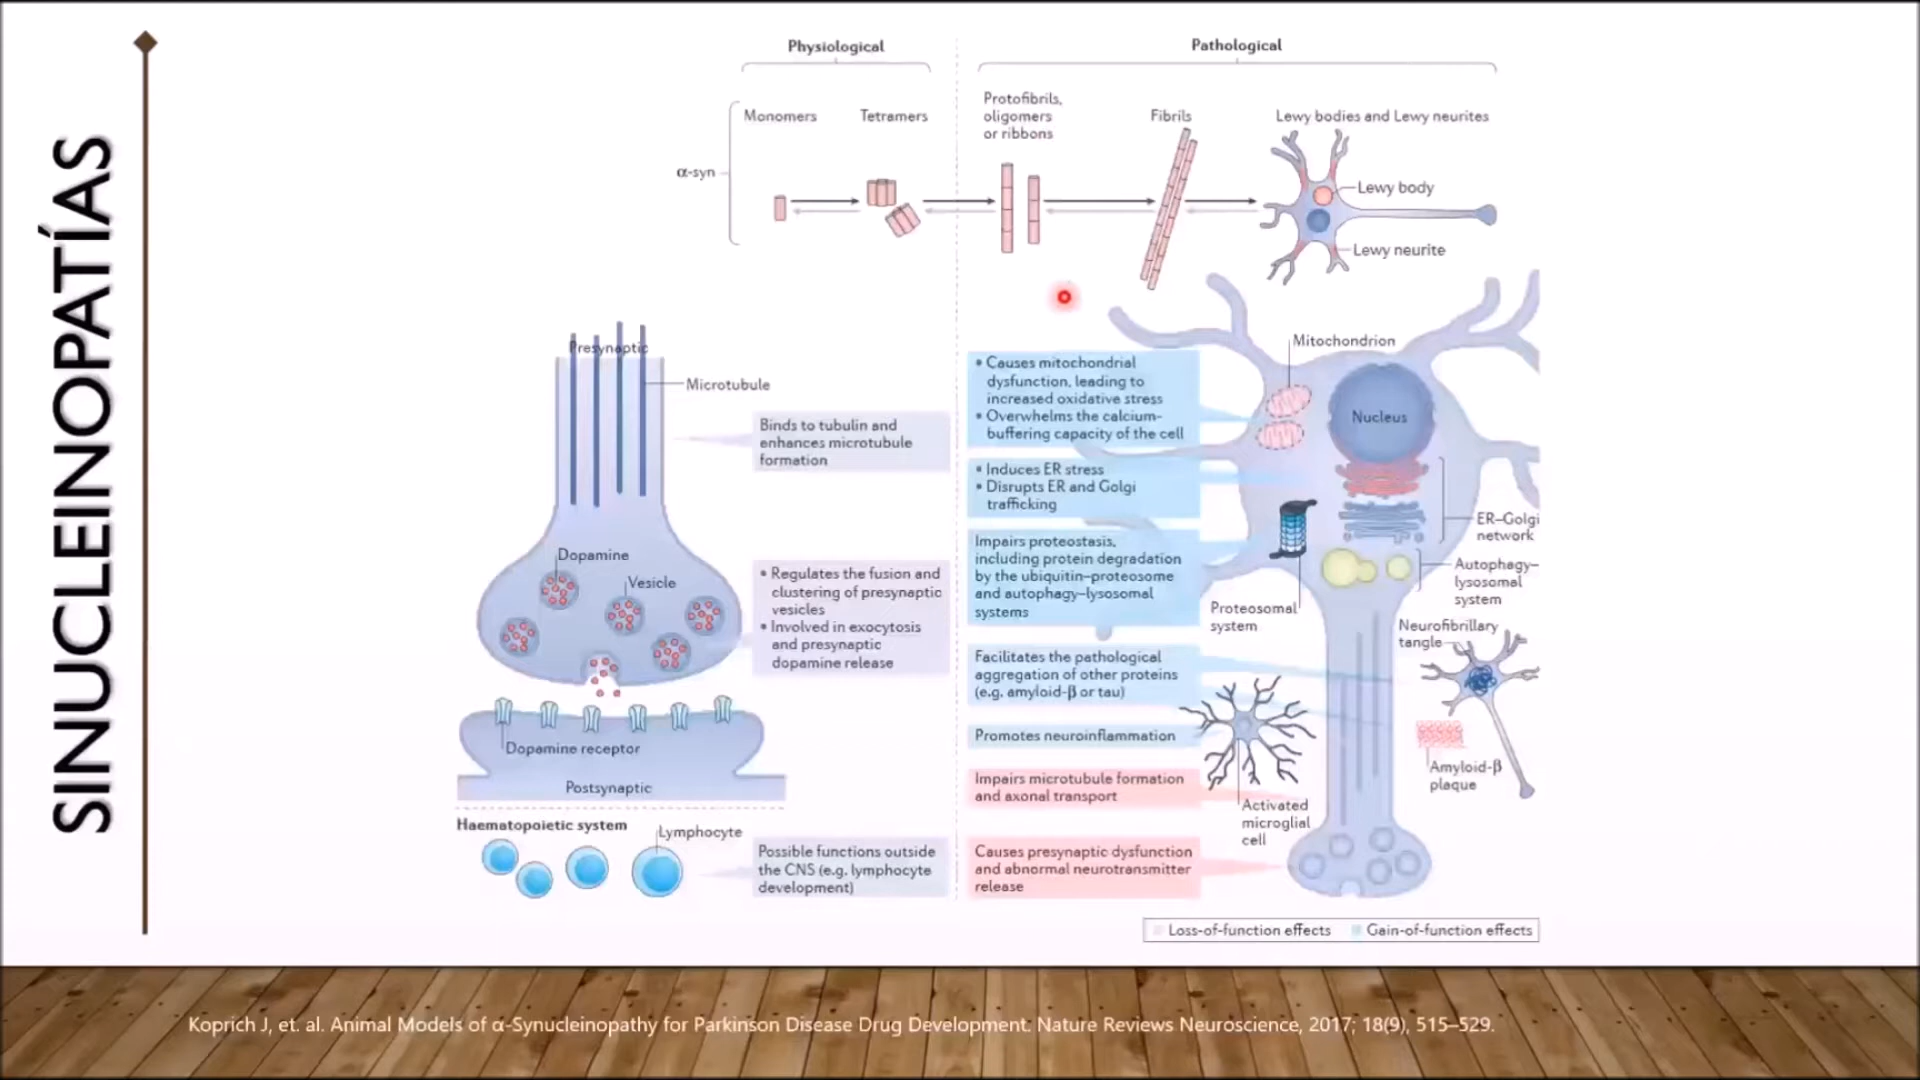 SINUCLEINOPATÍAS
Physiological
Pathological
Monomers
Tetramers
Protofibrils,
oligomers
or ribbons
Fibrils
Lewy bodies and Lewy neurites
α-syn
Lewy body
Lewy neurite
Presynaptic
Microtubule
Binds to tubulin and
enhances microtubule
formation
Dopamine
Vesicle
• Regulates the fusion and
clustering of presynaptic
vesicles
• Involved in exocytosis
and presynaptic
dopamine release
Dopamine receptor
Postsynaptic
Haematopoietic system
Lymphocyte
Possible functions outside
the CNS (e.g. lymphocyte
development)
• Causes mitochondrial
dysfunction, leading to
increased oxidative stress
• Overwhelms the calcium-
buffering capacity of the cell
• Induces ER stress
• Disrupts ER and Golgi
trafficking
Impairs proteostasis,
including protein degradation
by the ubiquitin–proteosome
and autophagy–lysosomal
systems
Facilitates the pathological
aggregation of other proteins
(e.g. amyloid-β or tau)
Promotes neuroinflammation
Impairs microtubule formation
and axonal transport
Causes presynaptic dysfunction
and abnormal neurotransmitter
release
Mitochondrion
Nucleus
ER–Golgi
network
Autophagy–
lysosomal
system
Proteosomal
system
Neurofibrillary
tangle
Amyloid-β
plaque
Activated
microglial
cell
Loss-of-function effects
Gain-of-function effects
Koprich J, et. al. Animal Models of α-Synucleinopathy for Parkinson Disease Drug Development. Nature Reviews Neuroscience, 2017; 18(9), 515–529.